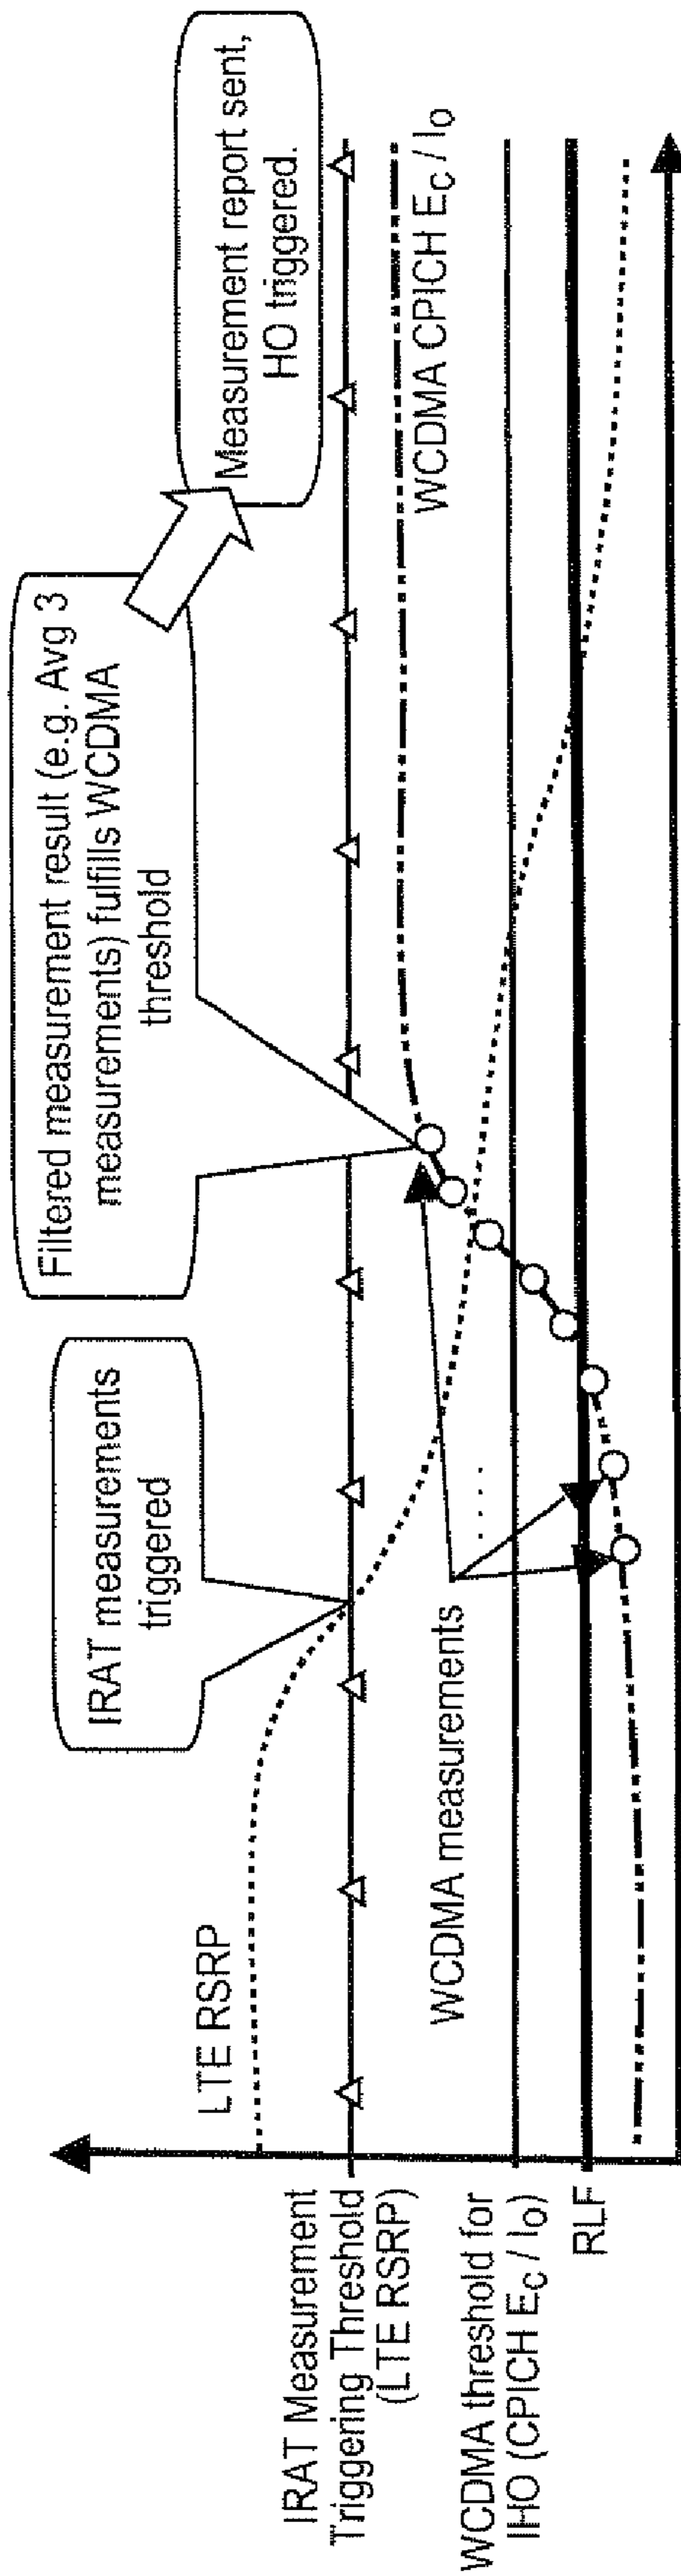 IRAT measurements
triggered
Filtered measurement result (e.g. Avg 3
measurements) fulfills WCDMA
threshold
Measurement report sent,
HO triggered.
LTE RSRP
IRAT Measurement
Triggering Threshold
(LTE RSRP)
WCDMA CPICH EC / I0
WCDMA measurements
.....
WCDMA threshold for
IHO (CPICH EC / I0)
RLF